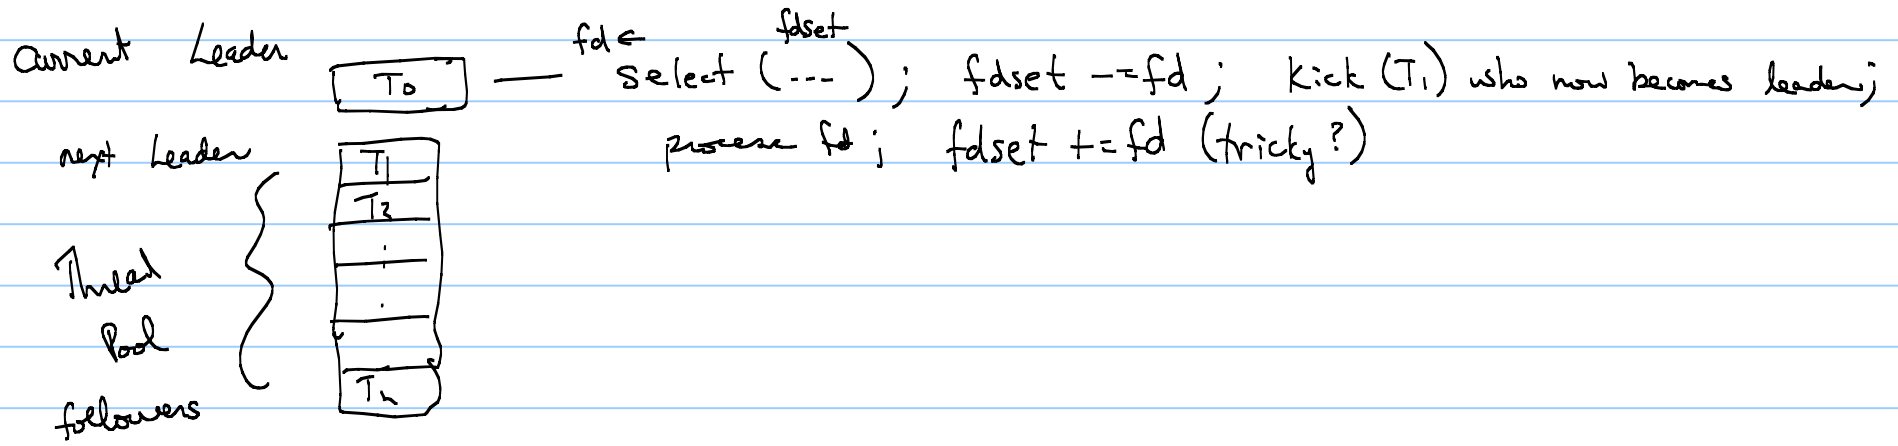 Current Leader
T0 — fd ← select (...); fdset -= fd; Kick (T1) who now becomes leader;
fdset
next Leader T1 process fd; fdset += fd (tricky?)
T2
Thread
Pool
Tn
followers